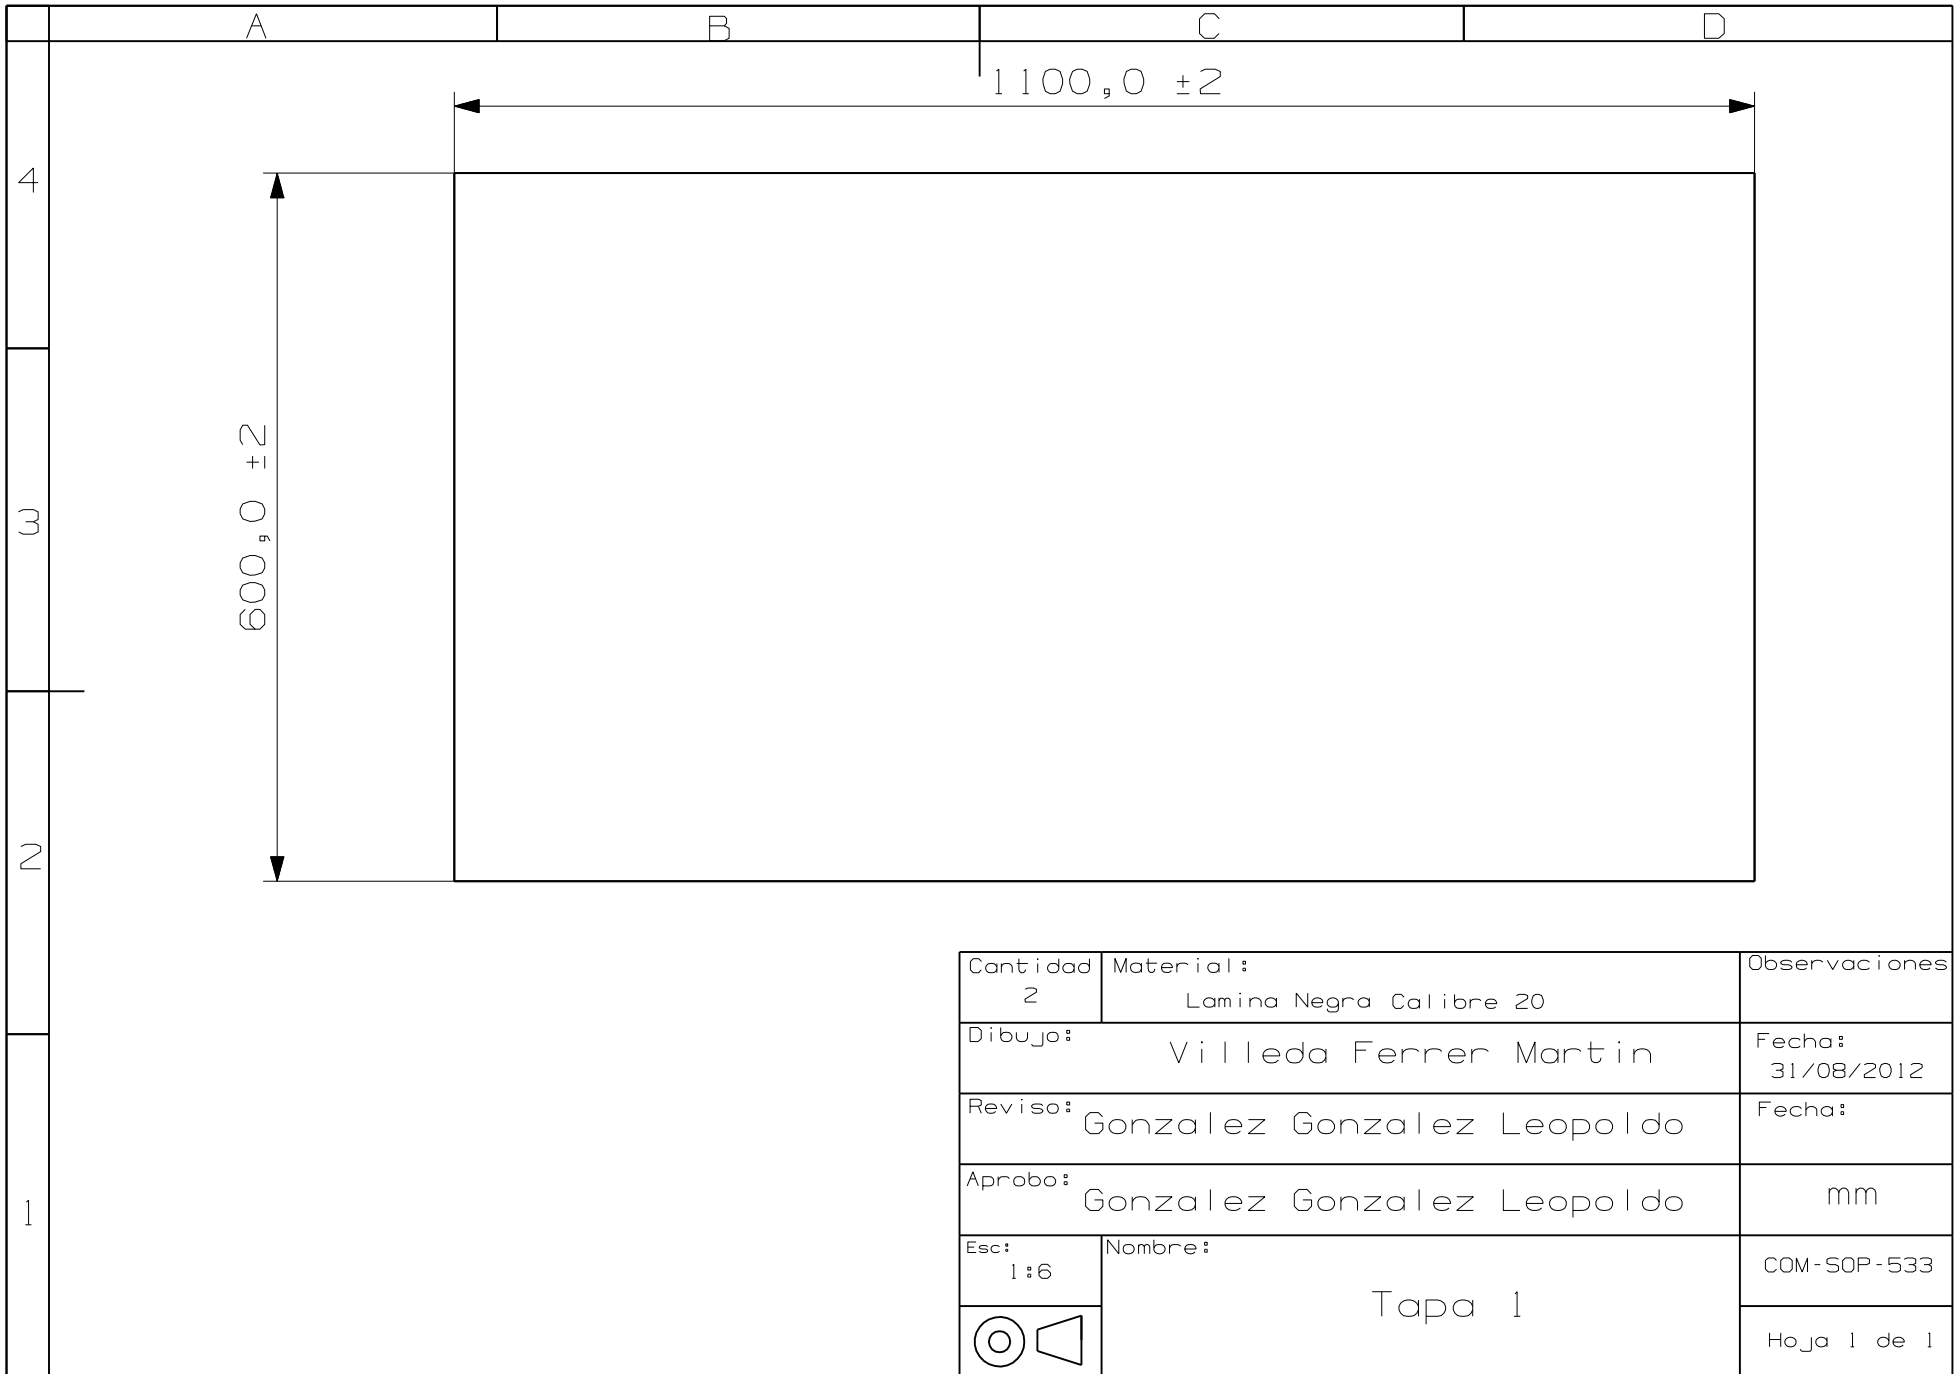 A B C D
1100,0 ±2
4
600,0 ±2
3
2
1
Cantidad
2
Material:
Lamina Negra Calibre 20
Observaciones
Dibujo:
Villeda Ferrer Martin
Fecha:
31/08/2012
Reviso:
Gonzalez Gonzalez Leopoldo
Fecha:
Aprobo:
Gonzalez Gonzalez Leopoldo
mm
Esc:
1:6
Nombre:
Tapa 1
COM-SOP-533
Hoja 1 de 1